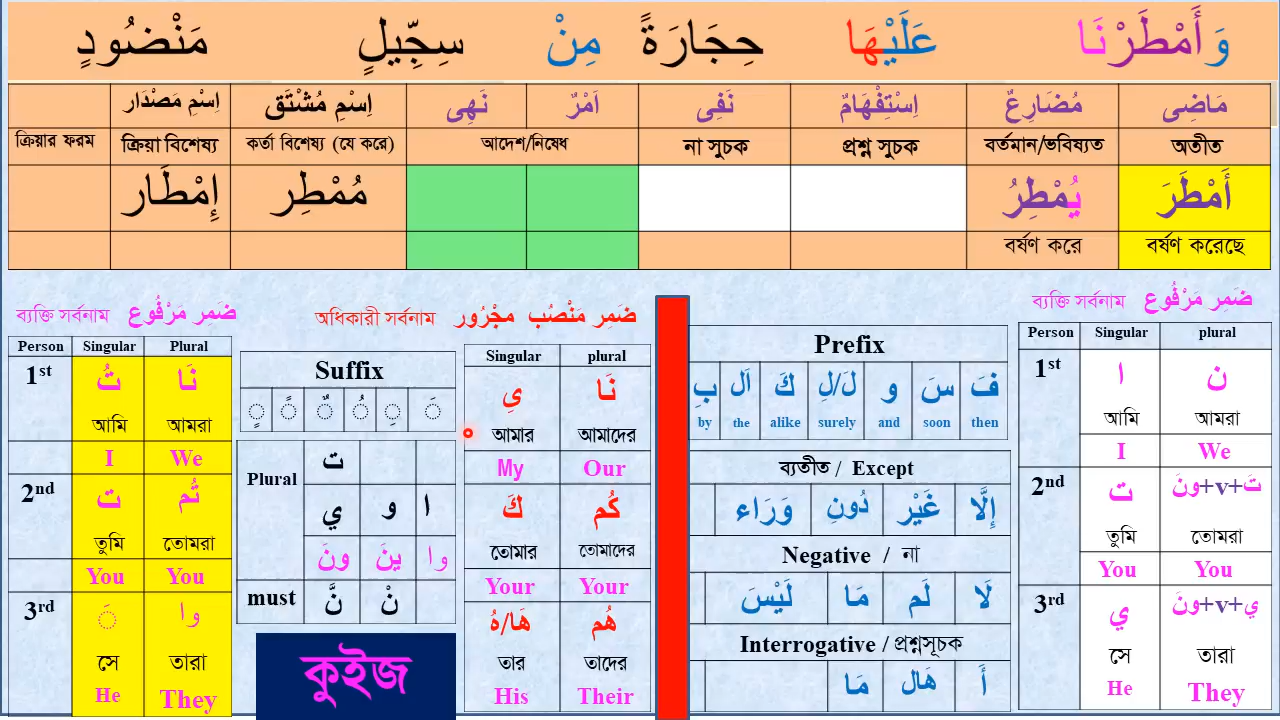 وَأَمْطَرْنَا عَلَيْهَا حِجَارَةً مِنْ سِجِّيلٍ مَنْضُودٍ
مَاضِى مُضَارِعٌ اِسْتِفْهَامٌ نَفِى اَمْرٌ نَهِى اِسْمِ مُشْتَق اِسْمِ مَصْدَار
ক্রিয়ার ফরম ক্রিয়া বিশেষ্য কর্তা বিশেষ্য (যে করে) আদেশ/নিষেধ না সুচক প্রশ্ন সুচক বর্তমান/ভবিষ্যত অতীত
أَمْطَرَ يُمْطِرُ مُمْطِر إِمْطَار
বর্ষণ করে বর্ষণ করেছে
ব্যক্তি সর্বনাম ضَمِر مَرْفُوع
Person Singular Plural
1st تُ نَا
আমি আমরা
I We
2nd ت تُم
তুমি তোমরা
You You
3rd َ وا
সে তারা
He They
Suffix
ٍ ً ٌ ُ ِ َ
Plural ت
ي و ا
ونَ ينَ وا
must نَّ نْ
কুইজ
অধিকারী সর্বনাম ضَمِر مَنْصُب مجْرُور
Singular plural
يِ نَا
আমার আমাদের
My Our
كَ كُم
তোমার তোমাদের
Your Your
هَا/هُ هُم
তার তাদের
His Their
Prefix
بِ اَل كَ لَ/لِ و سَ فَ
by the alike surely and soon then
ব্যতীত / Except
وَرَاء دُونِ غَيْر إِلَّا
Negative / না
لَيْسَ مَا لَم لَا
Interrogative / প্রশ্নসূচক
مَا هَال أَ
ব্যক্তি সর্বনাম ضَمِر مَرْفُوع
Person Singular plural
1st ا ن
আমি আমরা
I We
2nd ت تَ+v+ونَ
তুমি তোমরা
You You
3rd ي ي+v+ونَ
সে তারা
He They